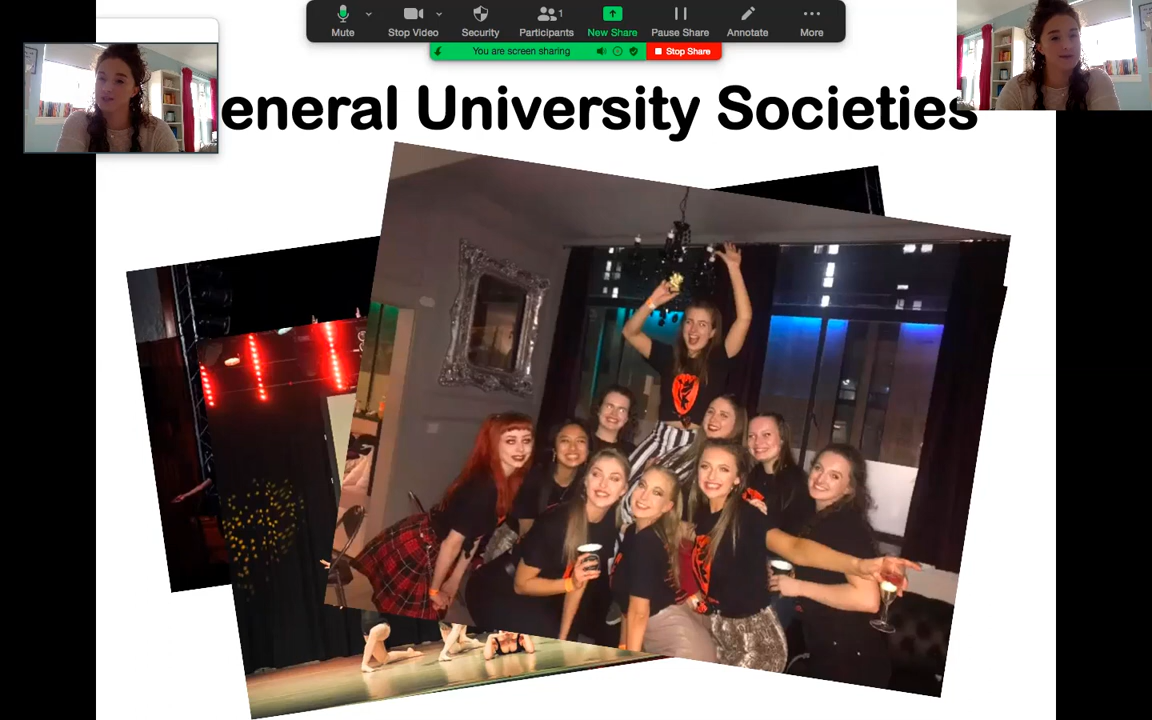 1
Mute
Stop Video
Security
Participants
New Share
Pause Share
Annotate
More
You are screen sharing
Stop Share
eneral University Societies